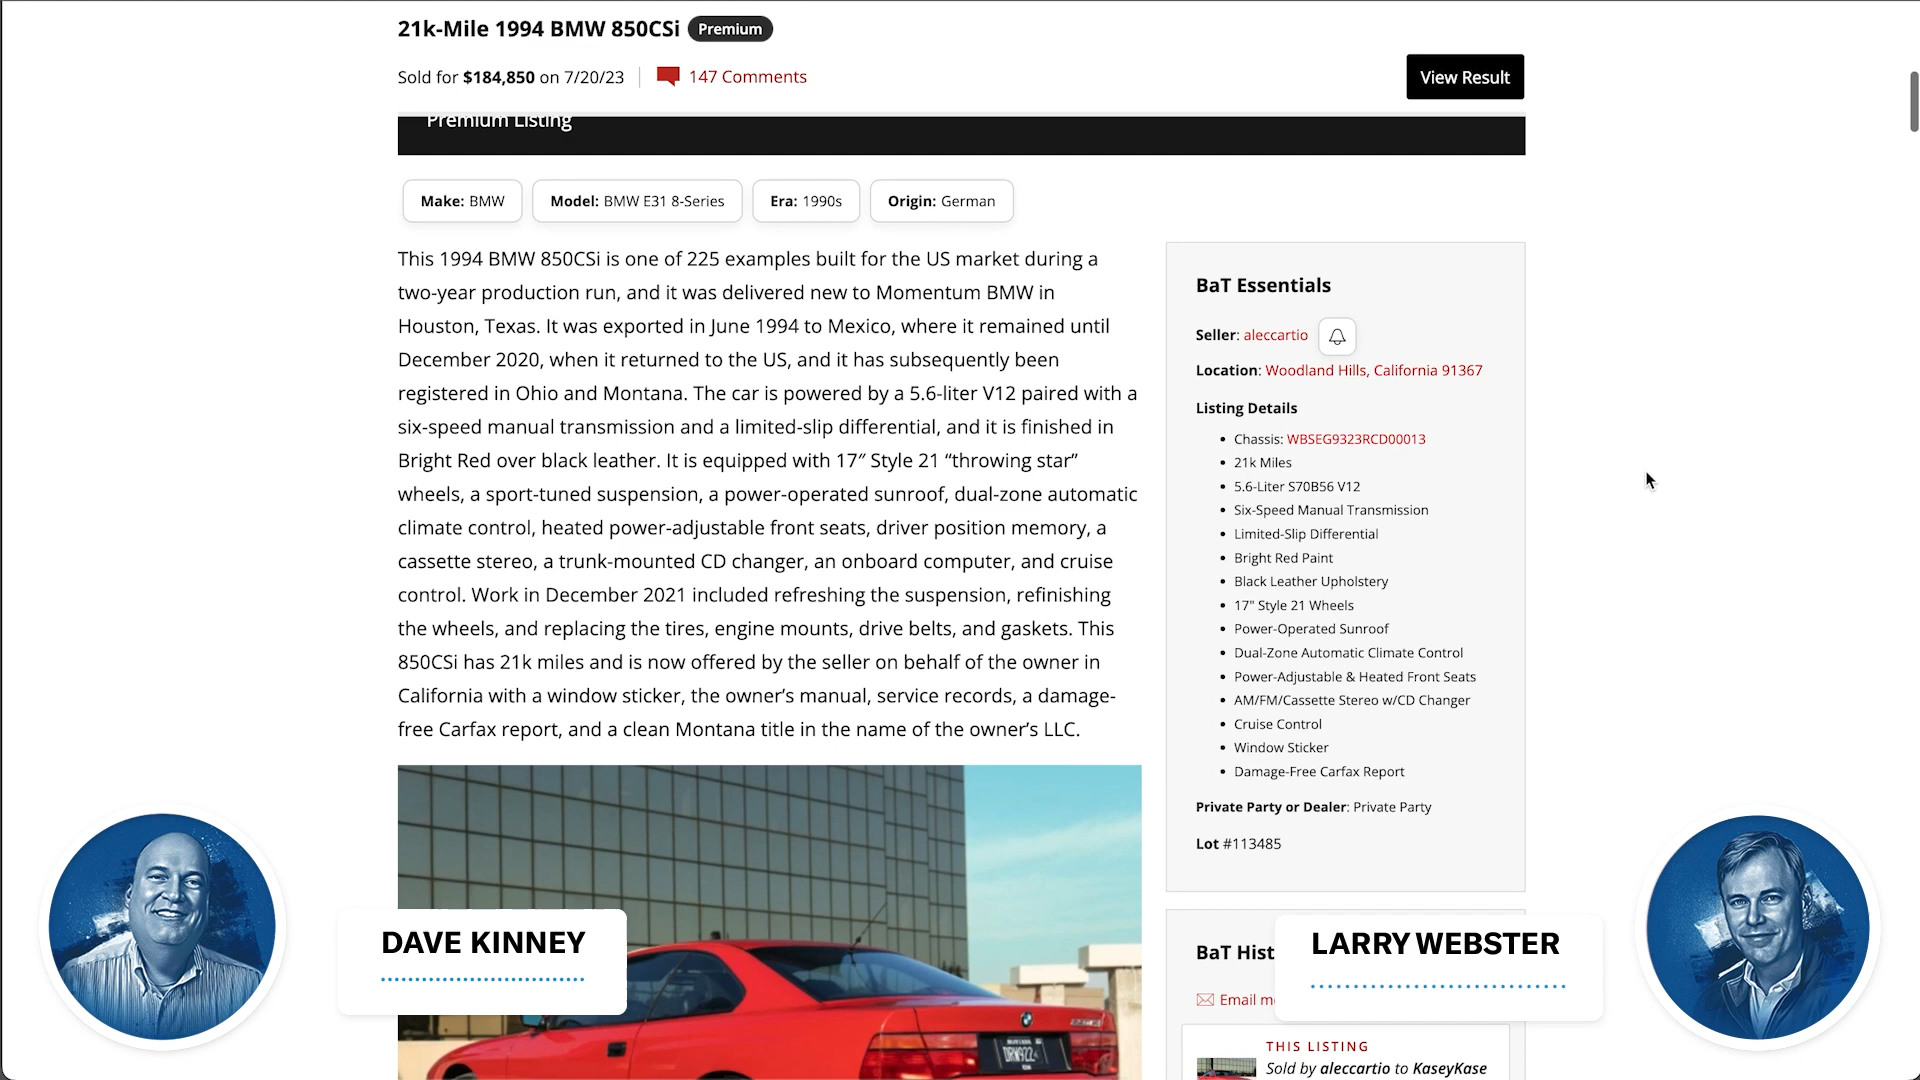 21k-Mile 1994 BMW 850CSi Premium
Sold for $184,850 on 7/20/23 147 Comments
View Result
Premium Listing
Make: BMW
Model: BMW E31 8-Series
Era: 1990s
Origin: German
This 1994 BMW 850CSi is one of 225 examples built for the US market during a
two-year production run, and it was delivered new to Momentum BMW in
Houston, Texas. It was exported in June 1994 to Mexico, where it remained until
December 2020, when it returned to the US, and it has subsequently been
registered in Ohio and Montana. The car is powered by a 5.6-liter V12 paired with a
six-speed manual transmission and a limited-slip differential, and it is finished in
Bright Red over black leather. It is equipped with 17″ Style 21 “throwing star”
wheels, a sport-tuned suspension, a power-operated sunroof, dual-zone automatic
climate control, heated power-adjustable front seats, driver position memory, a
cassette stereo, a trunk-mounted CD changer, an onboard computer, and cruise
control. Work in December 2021 included refreshing the suspension, refinishing
the wheels, and replacing the tires, engine mounts, drive belts, and gaskets. This
850CSi has 21k miles and is now offered by the seller on behalf of the owner in
California with a window sticker, the owner’s manual, service records, a damage-
free Carfax report, and a clean Montana title in the name of the owner’s LLC.
BaT Essentials
Seller: aleccartio
Location: Woodland Hills, California 91367
Listing Details
• Chassis: WBSEG9323RCD00013
• 21k Miles
• 5.6-Liter S70B56 V12
• Six-Speed Manual Transmission
• Limited-Slip Differential
• Bright Red Paint
• Black Leather Upholstery
• 17" Style 21 Wheels
• Power-Operated Sunroof
• Dual-Zone Automatic Climate Control
• Power-Adjustable & Heated Front Seats
• AM/FM/Cassette Stereo w/CD Changer
• Cruise Control
• Window Sticker
• Damage-Free Carfax Report
Private Party or Dealer: Private Party
Lot #113485
BaT Hist
Email m
THIS LISTING
Sold by aleccartio to KaseyKase
DAVE KINNEY
LARRY WEBSTER